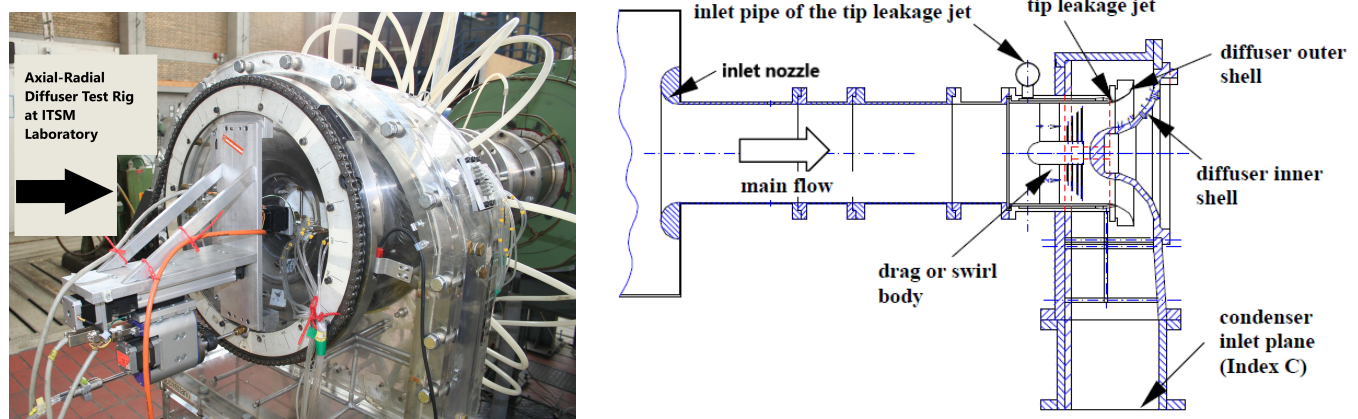 Axial-Radial
Diffuser Test Rig
at ITSM
Laboratory
inlet pipe of the tip leakage jet
tip leakage jet
inlet nozzle
diffuser outer
shell
main flow
diffuser inner
shell
drag or swirl
body
condenser
inlet plane
(Index C)